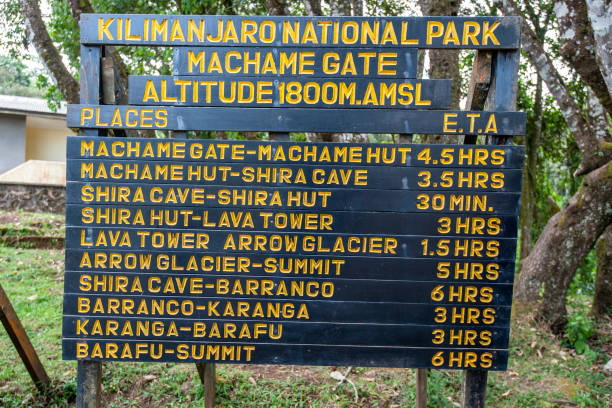 KILIMANJARO NATIONAL PARK
MACHAME GATE
ALTITUDE 1800M.AMSL
PLACES E.T.A
MACHAME GATE-MACHAME HUT 4.5 HRS
MACHAME HUT-SHIRA CAVE 3.5 HRS
SHIRA CAVE-SHIRA HUT 30 MIN.
SHIRA HUT-LAVA TOWER 3 HRS
LAVA TOWER ARROW GLACIER 1.5 HRS
ARROW GLACIER-SUMMIT 5 HRS
SHIRA CAVE-BARRANCO 6 HRS
BARRANCO-KARANGA 3 HRS
KARANGA-BARAFU 3 HRS
BARAFU-SUMMIT 6 HRS